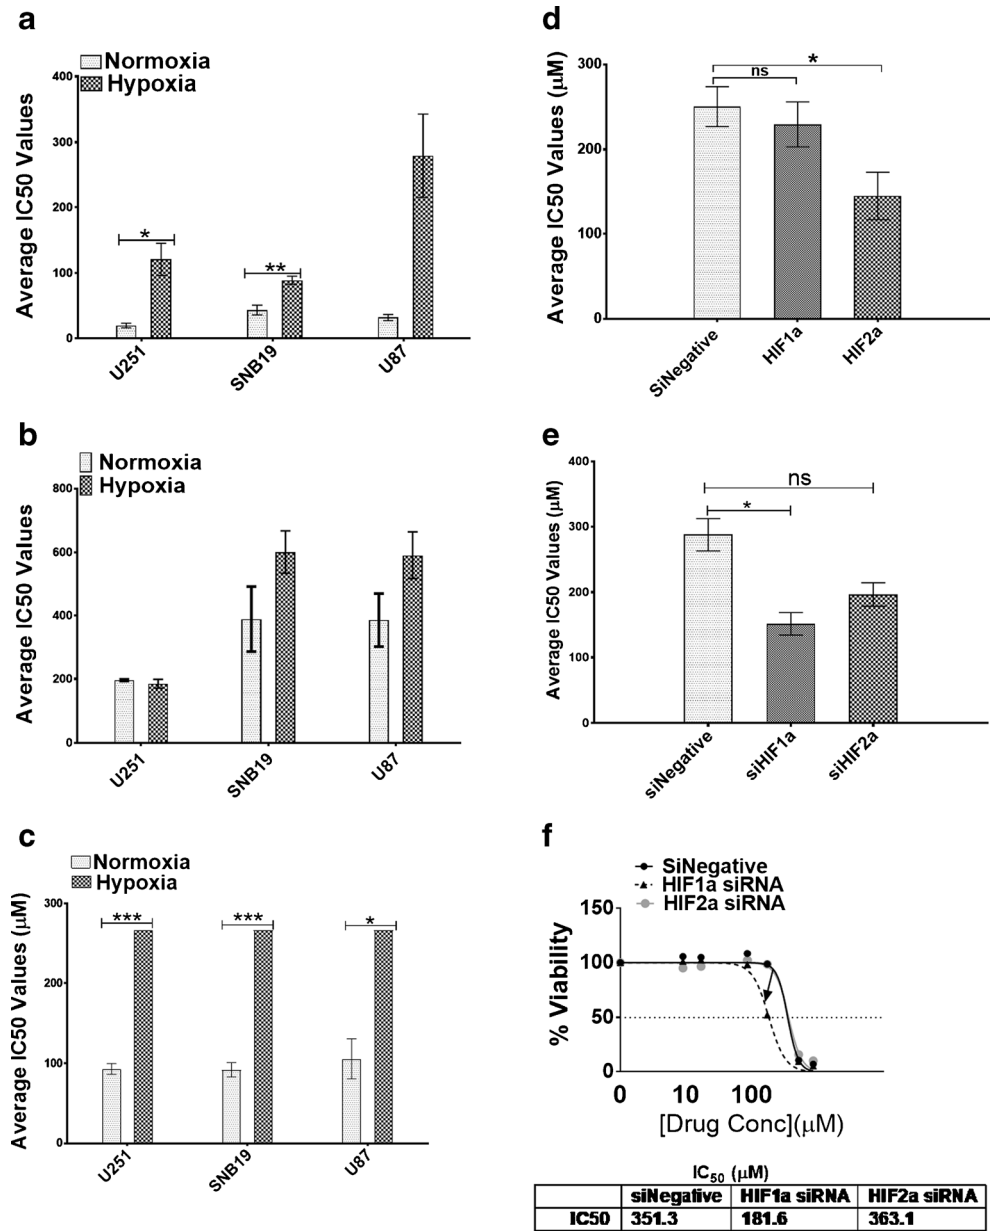 a
Normoxia
Hypoxia
Average IC50 Values
400
300
200
100
0
*
**
U251
SNB19
U87
b
Normoxia
Hypoxia
Average IC50 Values
800
600
400
200
0
U251
SNB19
U87
c
Normoxia
Hypoxia
Average IC50 Values (μM)
300
200
100
0
***
***
*
U251
SNB19
U87
d
Average IC50 Values (μM)
300
200
100
0
*
ns
SiNegative
HIF1a
HIF2a
e
Average IC50 Values (μM)
400
300
200
100
0
ns
*
siNegative
siHIF1a
siHIF2a
f
SiNegative
HIF1a siRNA
HIF2a siRNA
% Viability
150
100
50
0
0 10 100
[Drug Conc](μM)
IC50 (μM)
siNegative HIF1a siRNA HIF2a siRNA
IC50 351.3 181.6 363.1